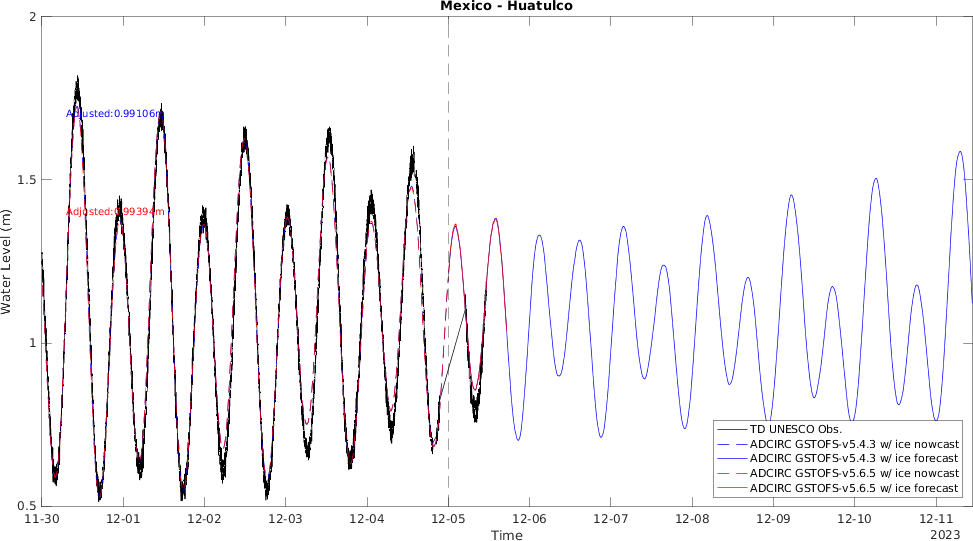 Mexico - Huatulco
2
1.5
1
0.5
Water Level (m)
Adjusted:0.99106m
Adjusted:0.99394m
11-30
12-01
12-02
12-03
12-04
12-05
12-06
12-07
12-08
12-09
12-10
12-11
Time
2023
TD UNESCO Obs.
ADCIRC GSTOFS-v5.4.3 w/ ice nowcast
ADCIRC GSTOFS-v5.4.3 w/ ice forecast
ADCIRC GSTOFS-v5.6.5 w/ ice nowcast
ADCIRC GSTOFS-v5.6.5 w/ ice forecast